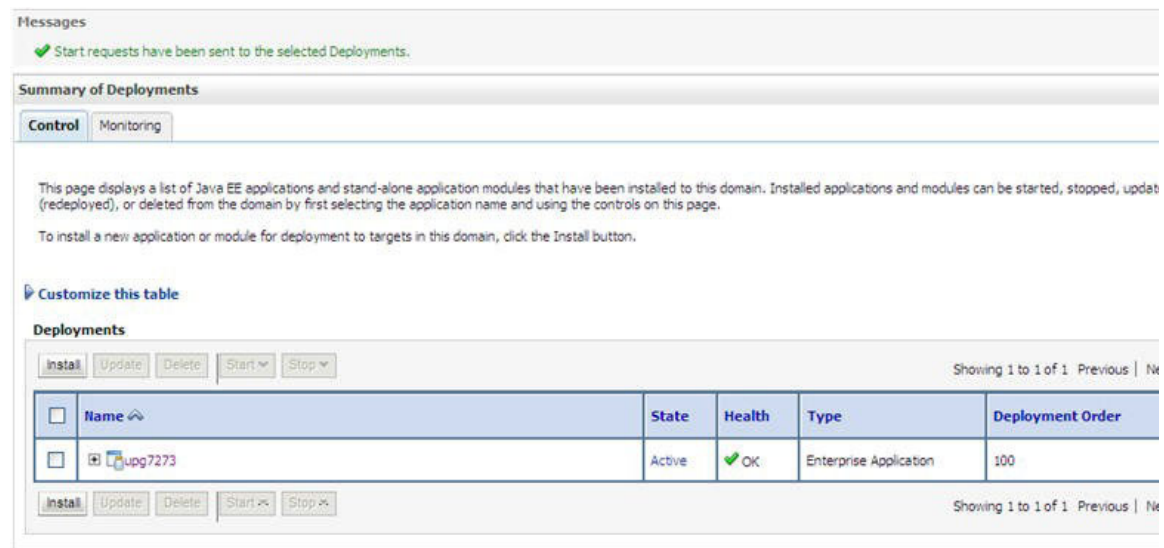 Messages
Start requests have been sent to the selected Deployments.
Summary of Deployments
Control Monitoring
This page displays a list of Java EE applications and stand-alone application modules that have been installed to this domain. Installed applications and modules can be started, stopped, updat
(redeployed), or deleted from the domain by first selecting the application name and using the controls on this page.
To install a new application or module for deployment to targets in this domain, click the Install button.
Customize this table
Deployments
Install Update Delete Start Stop Showing 1 to 1 of 1 Previous | Ne
Name State Health Type Deployment Order
upg7273 Active OK Enterprise Application 100
Install Update Delete Start Stop Showing 1 to 1 of 1 Previous | Ne